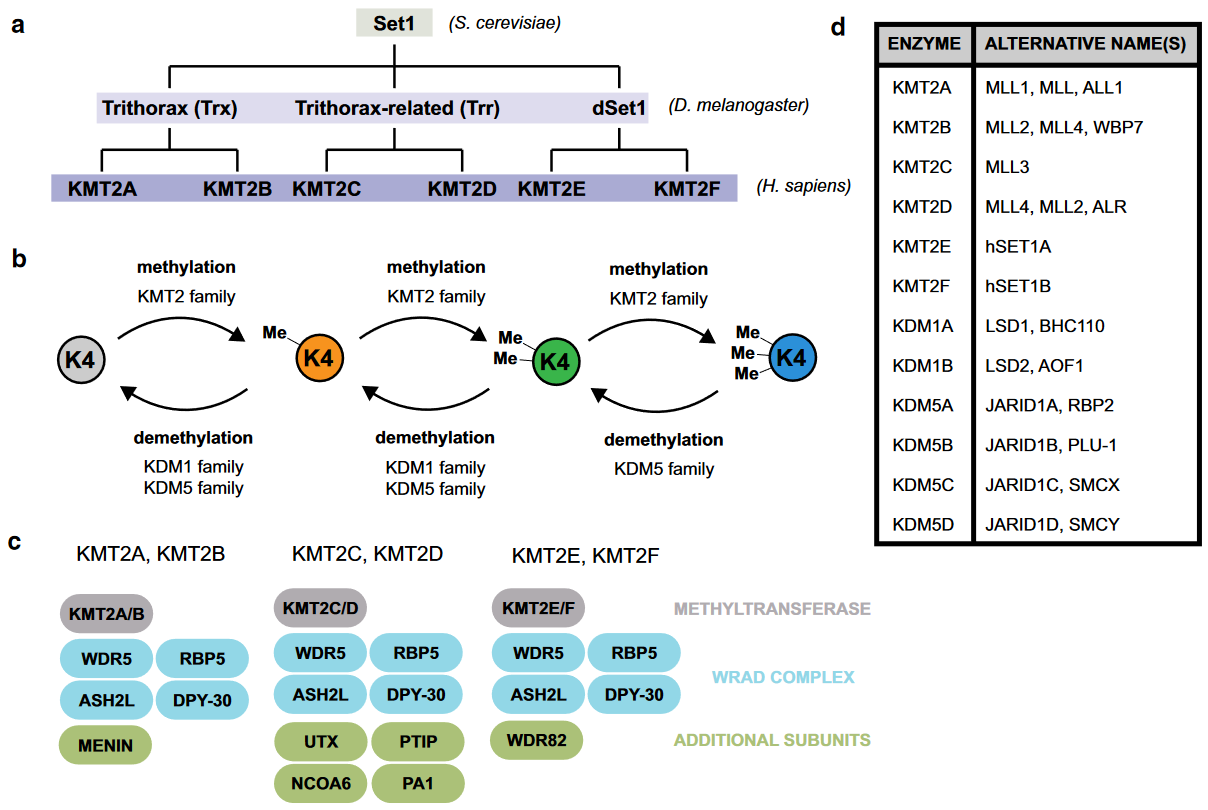 a
Set1 (S. cerevisiae)
Trithorax (Trx) Trithorax-related (Trr) dSet1 (D. melanogaster)
KMT2A KMT2B KMT2C KMT2D KMT2E KMT2F (H. sapiens)
b
methylation methylation methylation
KMT2 family KMT2 family KMT2 family
K4 Me K4 Me Me K4 Me Me Me K4
demethylation demethylation demethylation
KDM1 family KDM1 family KDM5 family
KDM5 family KDM5 family
c
KMT2A, KMT2B KMT2C, KMT2D KMT2E, KMT2F
KMT2A/B KMT2C/D KMT2E/F METHYLTRANSFERASE
WDR5 RBP5 WDR5 RBP5 WDR5 RBP5
WRAD COMPLEX
ASH2L DPY-30 ASH2L DPY-30 ASH2L DPY-30
MENIN UTX PTIP WDR82 ADDITIONAL SUBUNITS
NCOA6 PA1
d
ENZYME ALTERNATIVE NAME(S)
KMT2A MLL1, MLL, ALL1
KMT2B MLL2, MLL4, WBP7
KMT2C MLL3
KMT2D MLL4, MLL2, ALR
KMT2E hSET1A
KMT2F hSET1B
KDM1A LSD1, BHC110
KDM1B LSD2, AOF1
KDM5A JARID1A, RBP2
KDM5B JARID1B, PLU-1
KDM5C JARID1C, SMCX
KDM5D JARID1D, SMCY